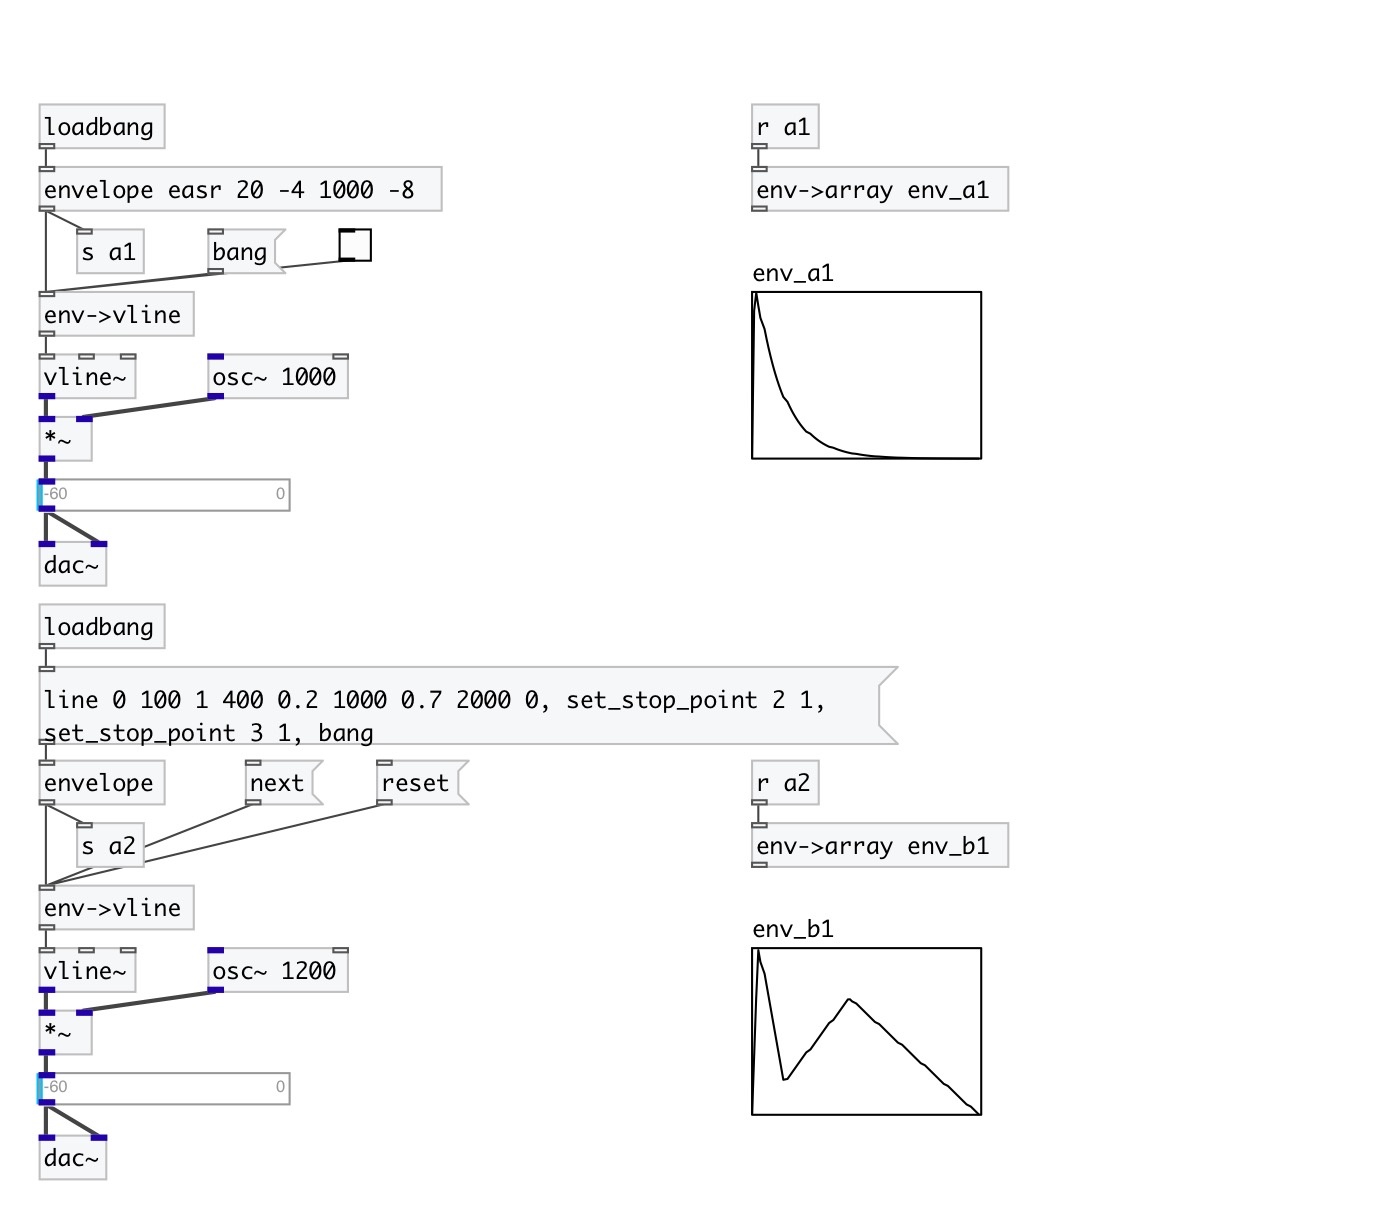 loadbang
r a1
envelope easr 20 -4 1000 -8
env->array env_a1
s a1
bang
env_a1
env->vline
vline~
osc~ 1000
*~
-60
0
dac~
loadbang
line 0 100 1 400 0.2 1000 0.7 2000 0, set_stop_point 2 1,
set_stop_point 3 1, bang
envelope
next
reset
r a2
s a2
env->array env_b1
env->vline
env_b1
vline~
osc~ 1200
*~
-60
0
dac~